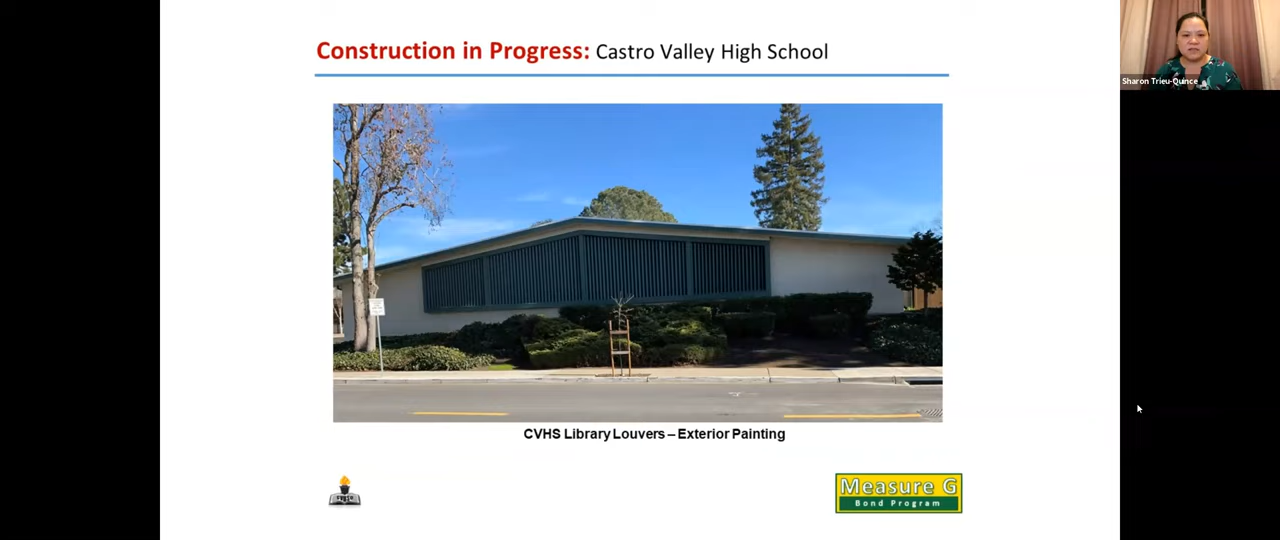 Construction in Progress: Castro Valley High School
Sharon Trieu-Quince
CVHS Library Louvers – Exterior Painting
Measure G
Bond Program